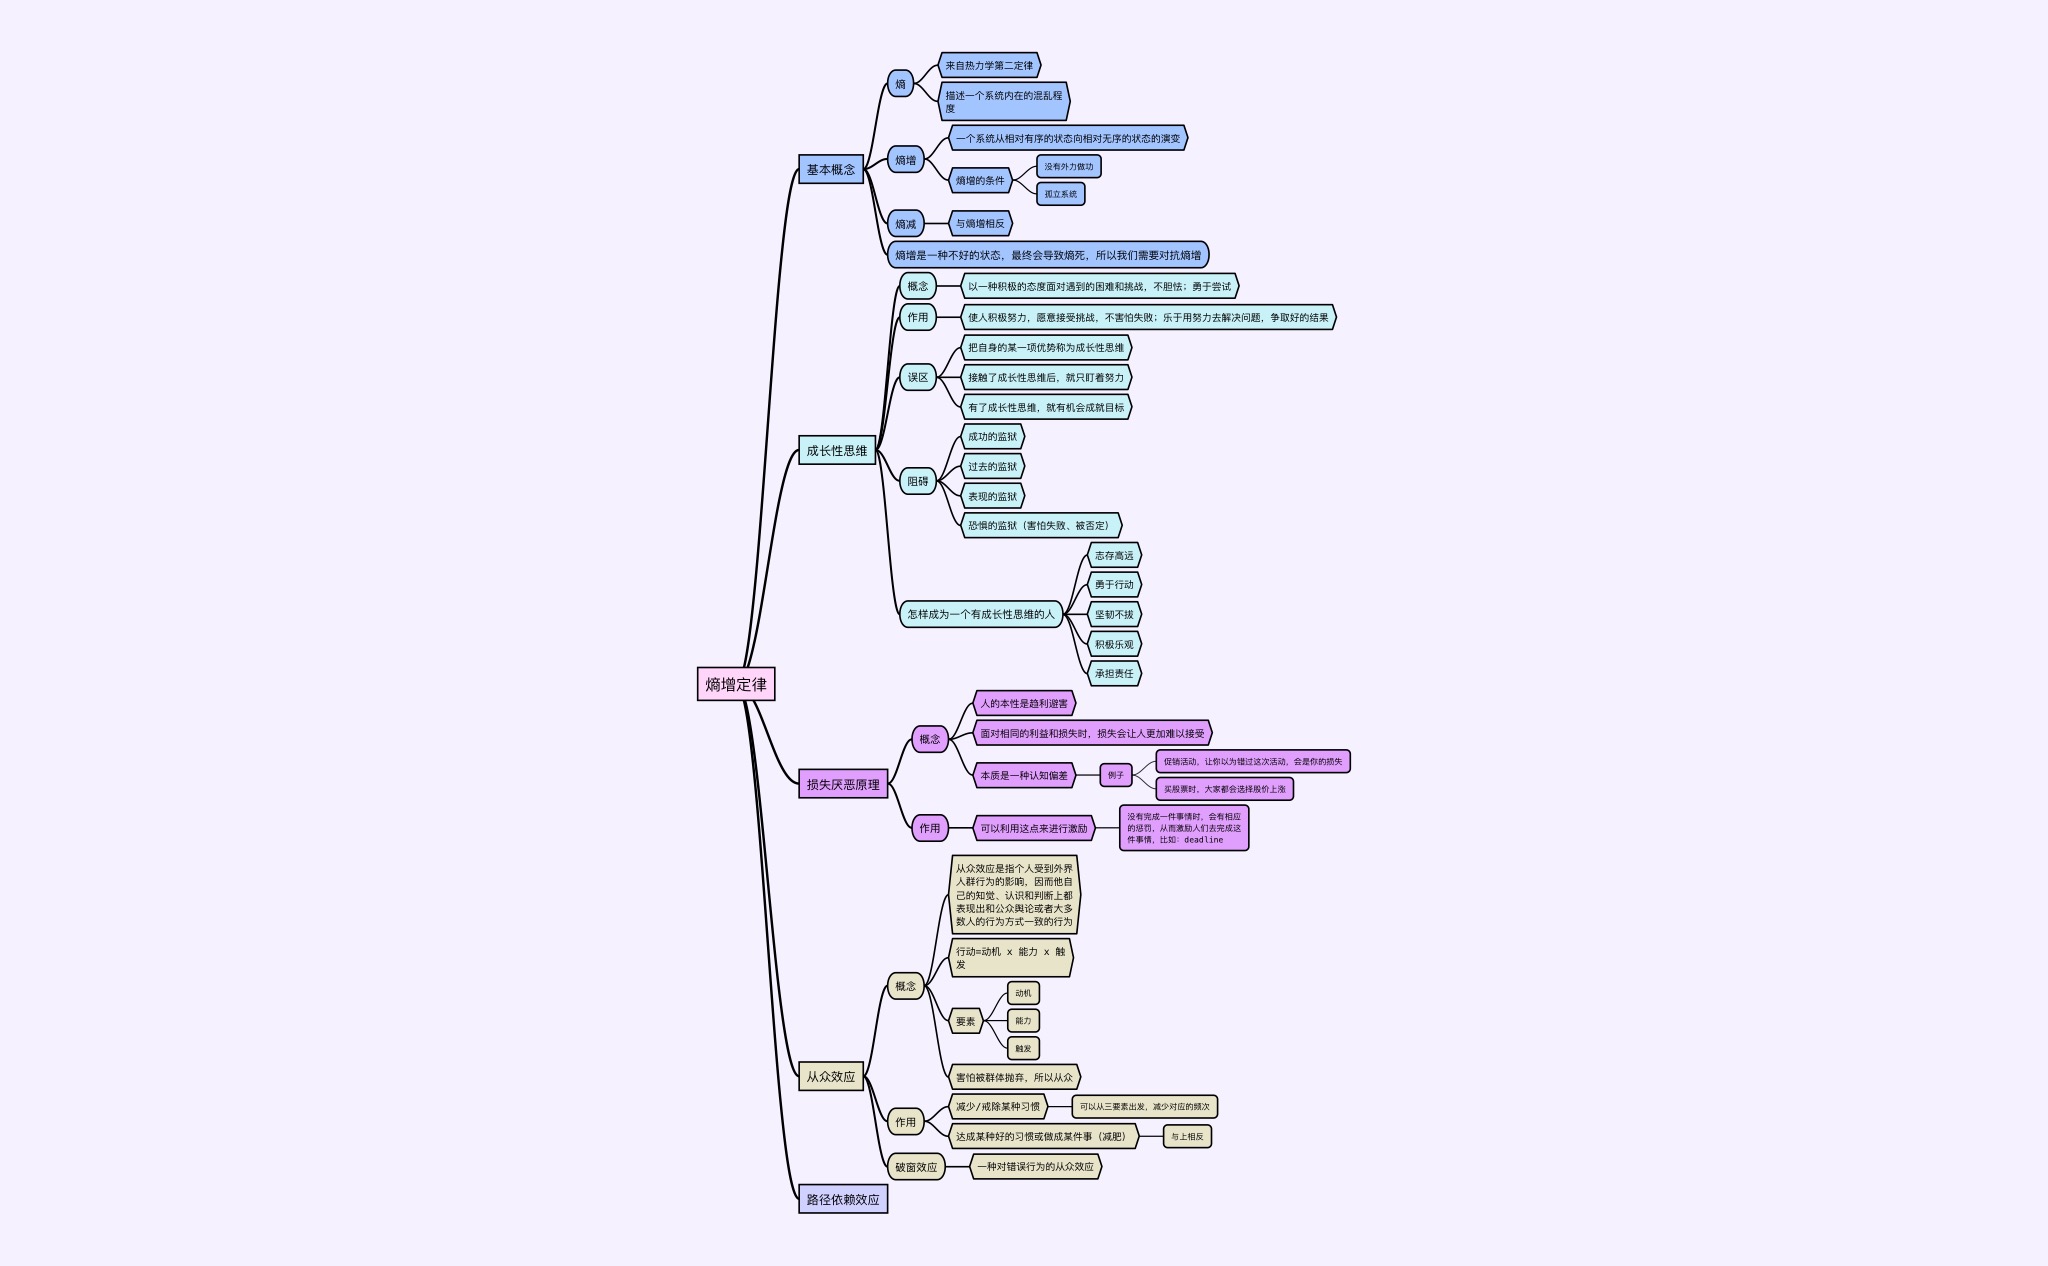 熵增定律
基本概念
熵
来自热力学第二定律
描述一个系统内在的混乱程
度
熵增
一个系统从相对有序的状态向相对无序的状态的演变
熵增的条件
没有外力做功
孤立系统
熵减
与熵增相反
熵增是一种不好的状态，最终会导致熵死，所以我们需要对抗熵增
成长性思维
概念
以一种积极的态度面对遇到的困难和挑战，不胆怯；勇于尝试
作用
使人积极努力，愿意接受挑战，不害怕失败；乐于用努力去解决问题，争取好的结果
误区
把自身的某一项优势称为成长性思维
接触了成长性思维后，就只盯着努力
有了成长性思维，就有机会成就目标
阻碍
成功的监狱
过去的监狱
表现的监狱
恐惧的监狱（害怕失败、被否定）
怎样成为一个有成长性思维的人
志存高远
勇于行动
坚韧不拔
积极乐观
承担责任
损失厌恶原理
概念
人的本性是趋利避害
面对相同的利益和损失时，损失会让人更加难以接受
本质是一种认知偏差
例子
促销活动，让你以为错过这次活动，会是你的损失
买股票时，大家都会选择股价上涨
作用
可以利用这点来进行激励
没有完成一件事情时，会有相应
的惩罚，从而激励人们去完成这
件事情，比如：deadline
从众效应
概念
从众效应是指个人受到外界
人群行为的影响，因而他自
己的知觉、认识和判断上都
表现出和公众舆论或者大多
数人的行为方式一致的行为
行动=动机 x 能力 x 触
发
要素
动机
能力
触发
害怕被群体抛弃，所以从众
作用
减少/戒除某种习惯
可以从三要素出发，减少对应的频次
达成某种好的习惯或做成某件事（减肥）
与上相反
破窗效应
一种对错误行为的从众效应
路径依赖效应